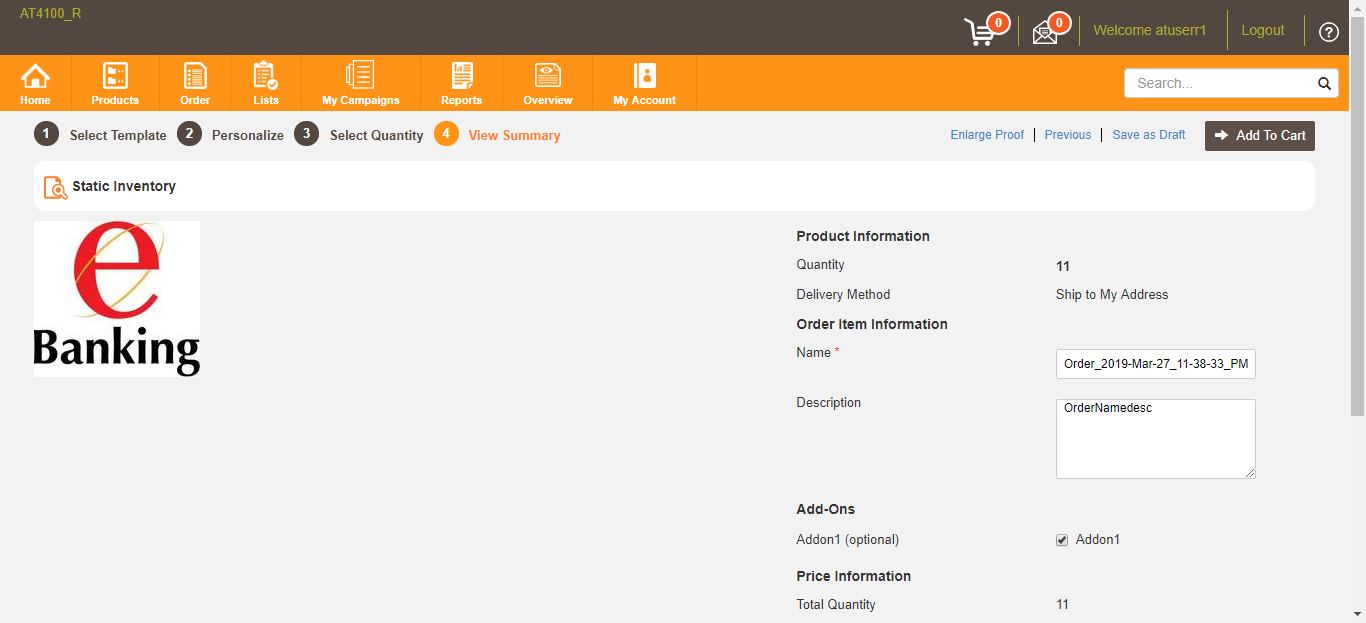 AT4100_R
0
0
Welcome atuserr1
Logout
?
Home
Products
Order
Lists
My Campaigns
Reports
Overview
My Account
Search...
1 Select Template 2 Personalize 3 Select Quantity 4 View Summary
Enlarge Proof
Previous
Save as Draft
Add To Cart
Static Inventory
e
Banking
Product Information
Quantity 11
Delivery Method Ship to My Address
Order Item Information
Name * Order_2019-Mar-27_11-38-33_PM
Description OrderNamedesc
Add-Ons
Addon1 (optional) Addon1
Price Information
Total Quantity 11